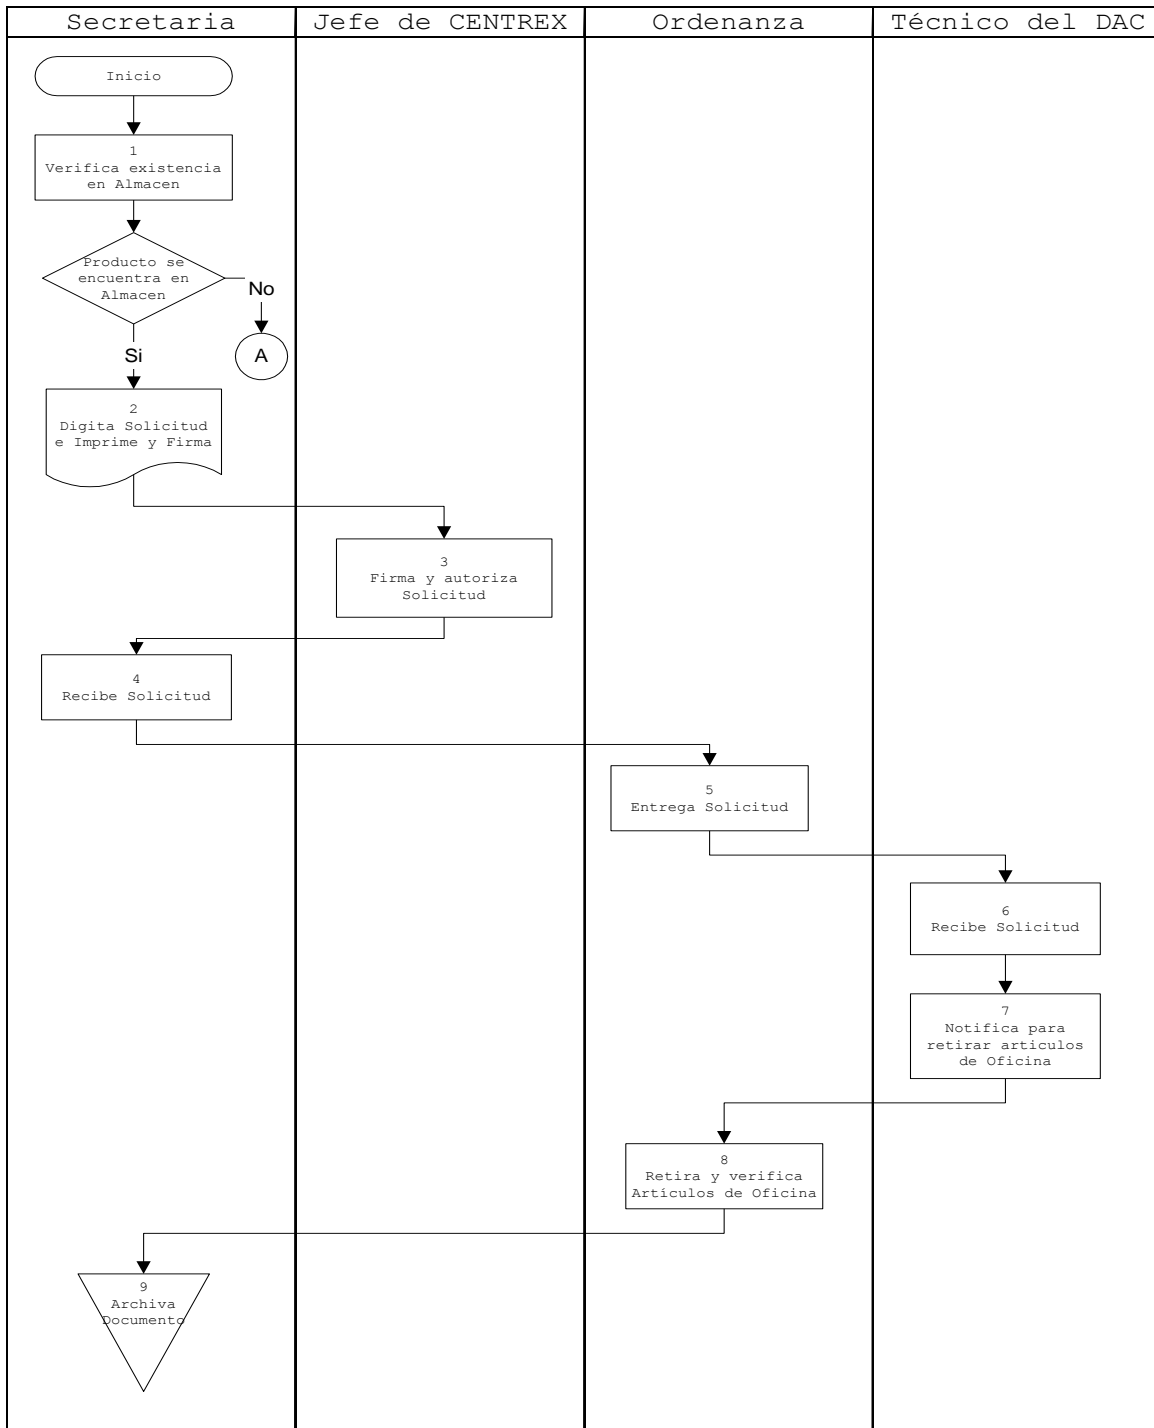 Secretaria
Jefe de CENTREX
Ordenanza
Técnico del DAC
Inicio
1
Verifica existencia
en Almacen
Producto se
encuentra en
Almacen
No
A
Si
2
Digita Solicitud
e Imprime y Firma
3
Firma y autoriza
Solicitud
4
Recibe Solicitud
5
Entrega Solicitud
6
Recibe Solicitud
7
Notifica para
retirar articulos
de Oficina
8
Retira y verifica
Artículos de Oficina
9
Archiva
Documento